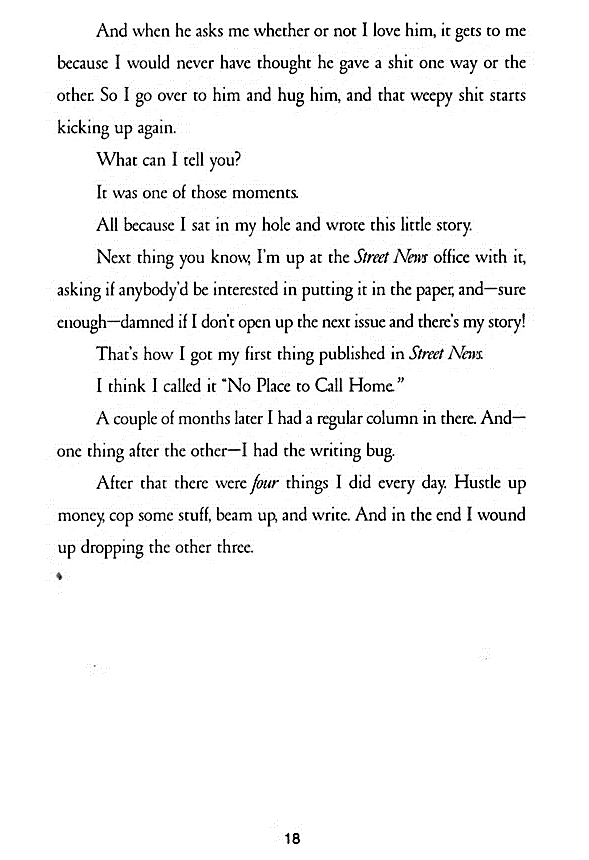 And when he asks me whether or not I love him, it gets to me
because I would never have thought he gave a shit one way or the
other. So I go over to him and hug him, and that weepy shit starts
kicking up again.
What can I tell you?
It was one of those moments.
All because I sat in my hole and wrote this little story.
Next thing you know, I'm up at the Street News office with it,
asking if anybody'd be interested in putting it in the paper, and—sure
enough—damned if I don't open up the next issue and there's my story!
That's how I got my first thing published in Street News.
I think I called it "No Place to Call Home."
A couple of months later I had a regular column in there. And—
one thing after the other—I had the writing bug.
After that there were four things I did every day. Hustle up
money, cop some stuff, beam up, and write. And in the end I wound
up dropping the other three.
18